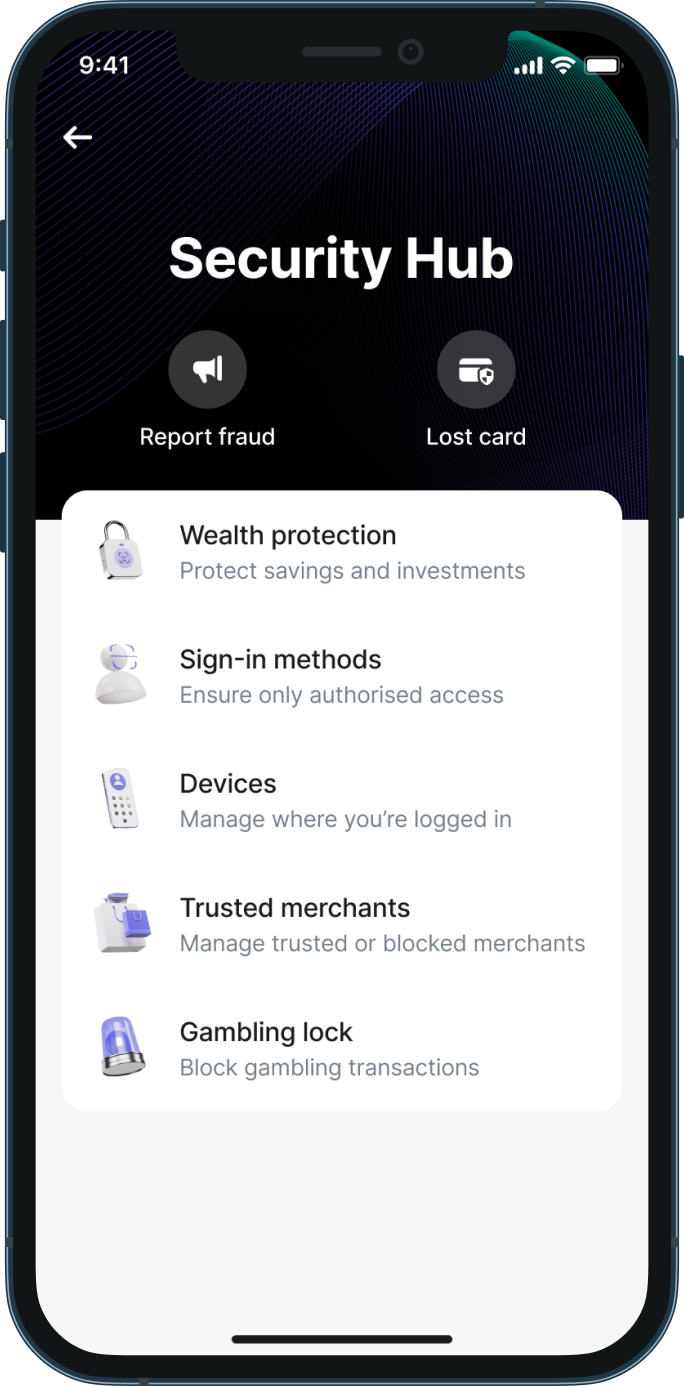 9:41
Security Hub
Report fraud
Lost card
Wealth protection
Protect savings and investments
Sign-in methods
Ensure only authorised access
Devices
Manage where you’re logged in
Trusted merchants
Manage trusted or blocked merchants
Gambling lock
Block gambling transactions